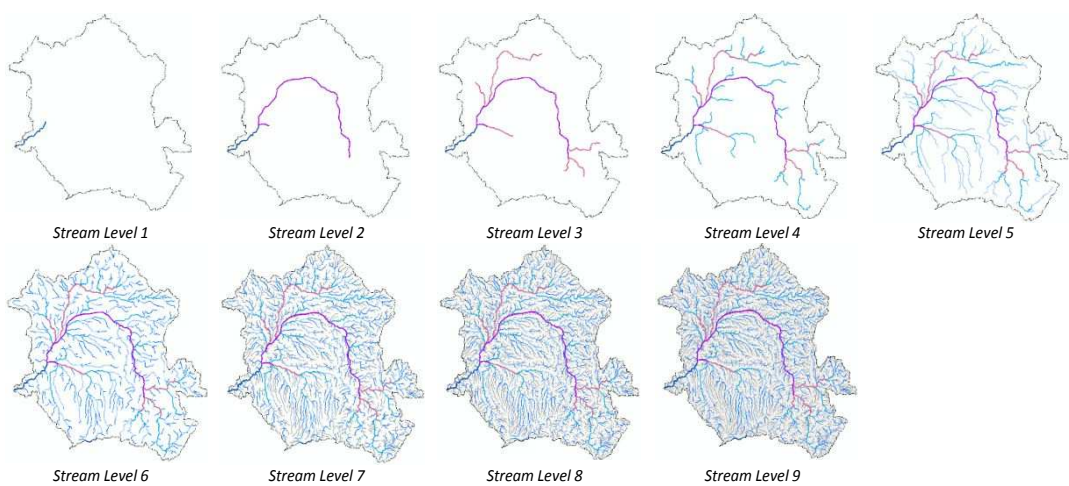 Stream Level 1
Stream Level 2
Stream Level 3
Stream Level 4
Stream Level 5
Stream Level 6
Stream Level 7
Stream Level 8
Stream Level 9